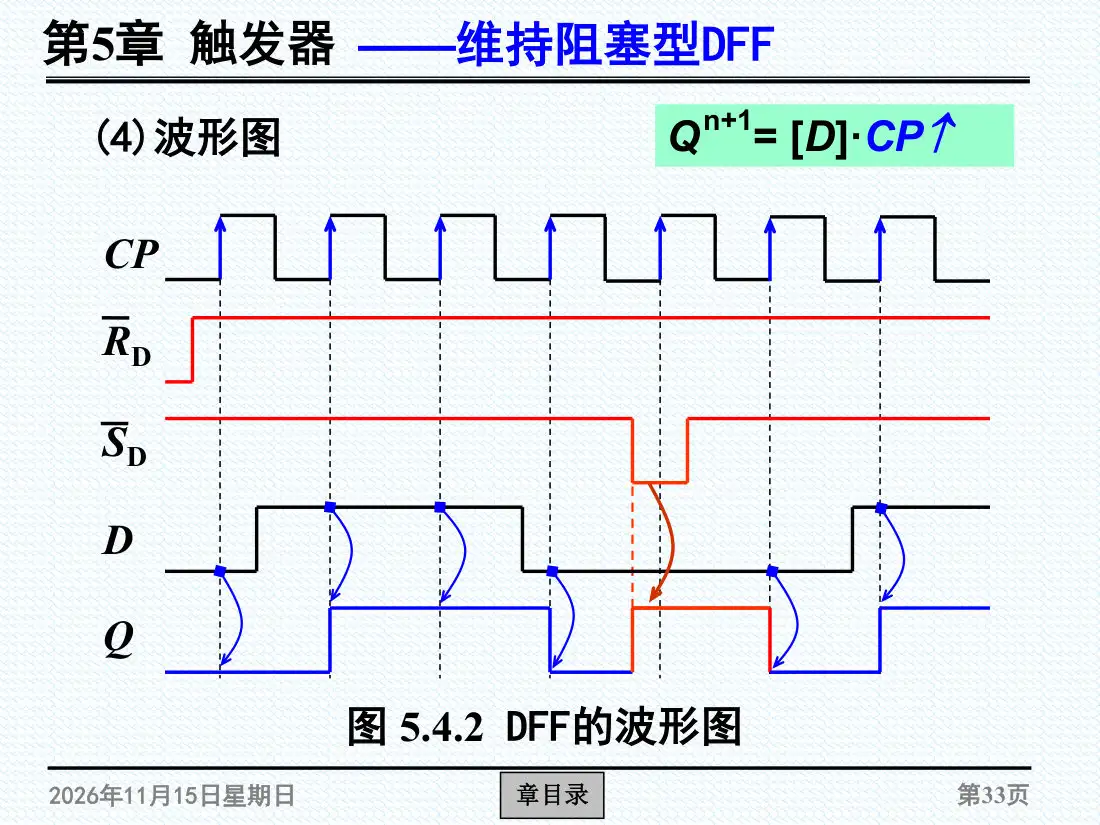 第5章 触发器 ——维持阻塞型DFF
(4)波形图
Qⁿ⁺¹= [D]·CP↑
CP
R̅D
S̅D
D
Q
图 5.4.2 DFF的波形图
2026年11月15日星期日
章目录
第33页